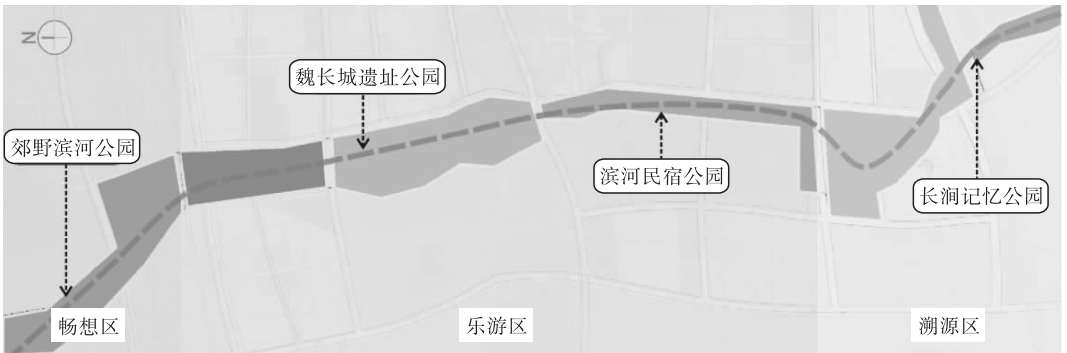 N
魏长城遗址公园
郊野滨河公园
滨河民宿公园
长涧记忆公园
畅想区
乐游区
溯源区